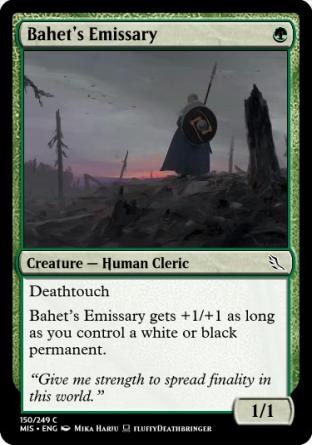 Bahet's Emissary
Creature — Human Cleric
Deathtouch
Bahet's Emissary gets +1/+1 as long
as you control a white or black
permanent.
“Give me strength to spread finality in
this world.”
1/1
150/249 C
MIS • ENG Mika Harju fluffyDeathbringer